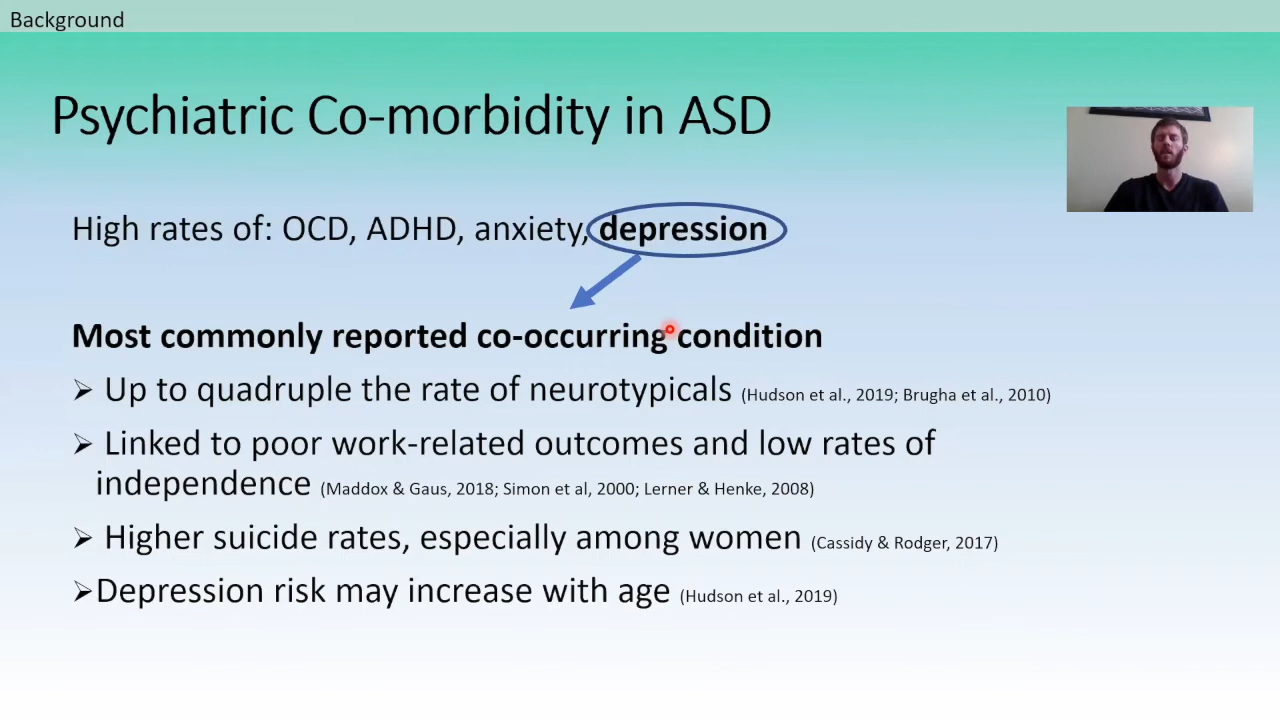 Background
Psychiatric Co-morbidity in ASD
High rates of: OCD, ADHD, anxiety, depression
Most commonly reported co-occurring condition
➢ Up to quadruple the rate of neurotypicals (Hudson et al., 2019; Brugha et al., 2010)
➢ Linked to poor work-related outcomes and low rates of
independence (Maddox & Gaus, 2018; Simon et al, 2000; Lerner & Henke, 2008)
➢ Higher suicide rates, especially among women (Cassidy & Rodger, 2017)
➢Depression risk may increase with age (Hudson et al., 2019)